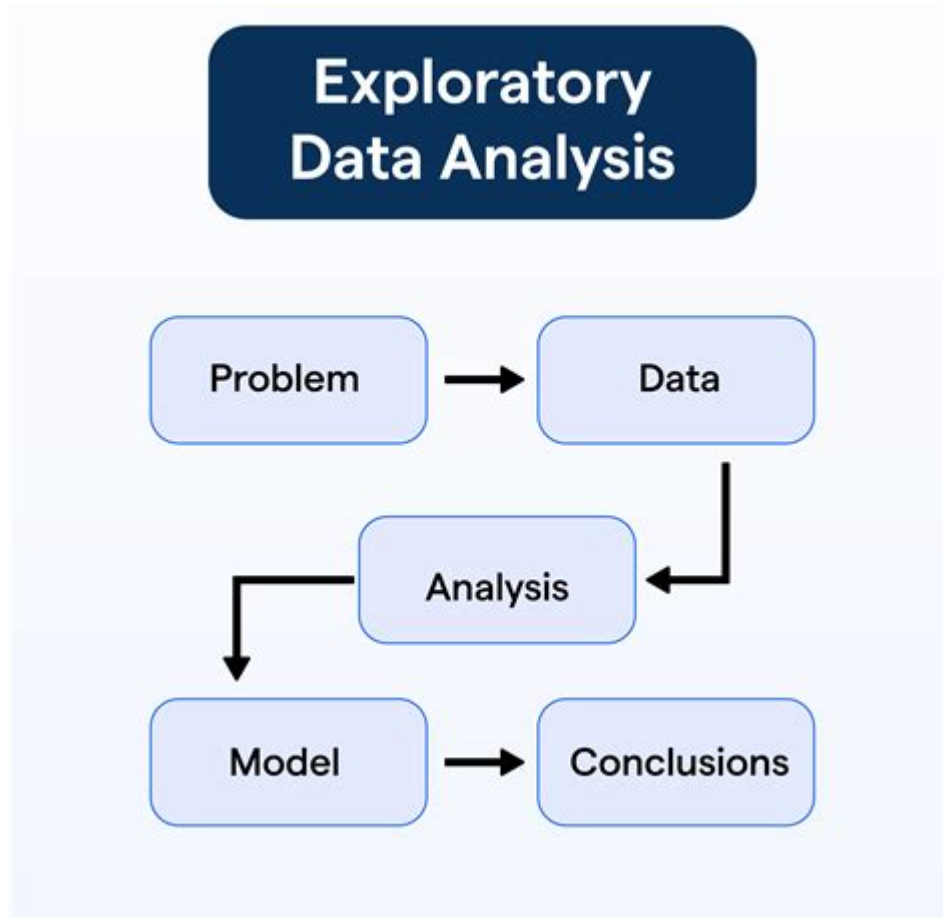 Exploratory
Data Analysis
Problem
Data
Analysis
Model
Conclusions